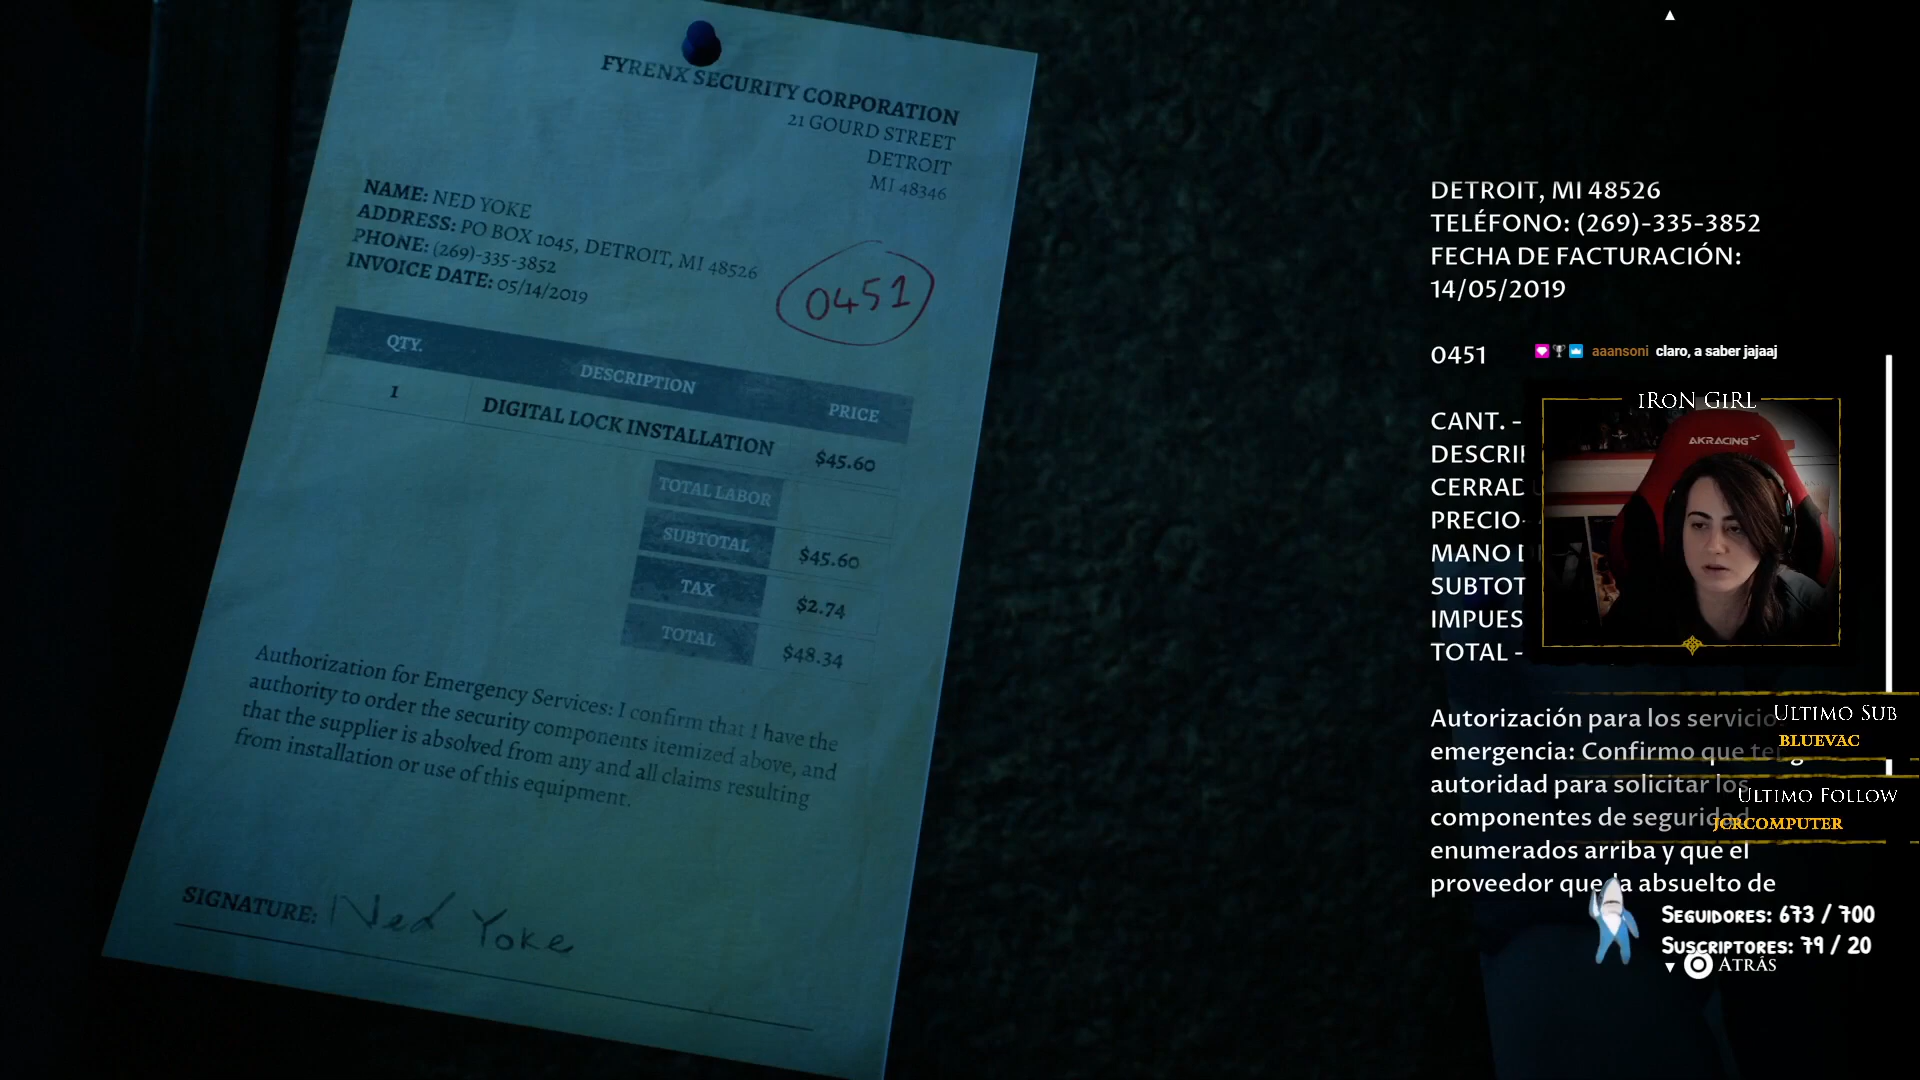 FYRENX SECURITY CORPORATION
21 GOURD STREET
DETROIT
MI 48346
NAME: NED YOKE
ADDRESS: PO BOX 1045, DETROIT, MI 48526
PHONE: (269)-335-3852
INVOICE DATE: 05/14/2019
0451
QTY. DESCRIPTION PRICE
1 DIGITAL LOCK INSTALLATION $45.60
TOTAL LABOR
SUBTOTAL $45.60
TAX $2.74
TOTAL $48.34
Authorization for Emergency Services: I confirm that I have the
authority to order the security components itemized above, and
that the supplier is absolved from any and all claims resulting
from installation or use of this equipment.
SIGNATURE: Ned Yoke
DETROIT, MI 48526
TELÉFONO: (269)-335-3852
FECHA DE FACTURACIÓN:
14/05/2019
0451
aaansoni claro, a saber jajaaj
IRON GIRL
AKRACING
CANT. -
DESCRI
CERRAD
PRECIO-
MANO D
SUBTOT
IMPUES
TOTAL -
Autorización para los servicio
emergencia: Confirmo que
autoridad para solicitar los
componentes de seguridad
enumerados arriba y que el
proveedor queda absuelto de
ULTIMO SUB
BLUEVAC
ULTIMO FOLLOW
JCRCOMPUTER
SEGUIDORES: 673 / 700
SUSCRIPTORES: 79 / 20
ATRÁS